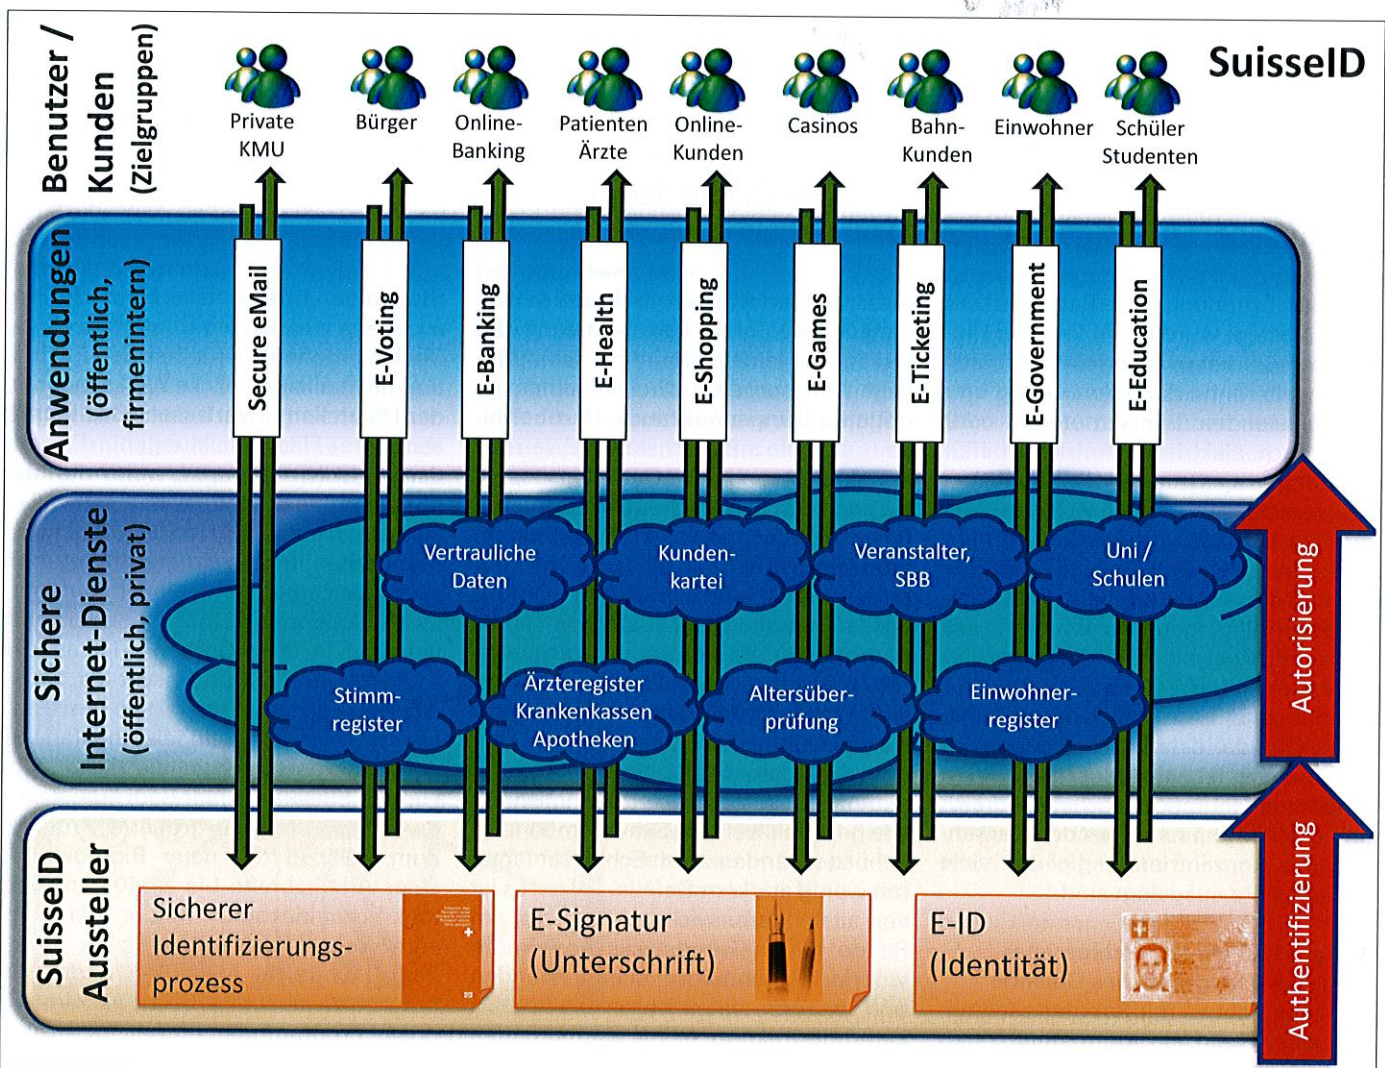 SuisseID
Benutzer /
Kunden
(Zielgruppen)
Private
KMU
Bürger
Online-
Banking
Patienten
Ärzte
Online-
Kunden
Casinos
Bahn-
Kunden
Einwohner
Schüler
Studenten
Anwendungen
(öffentlich,
firmenintern)
Secure eMail
E-Voting
E-Banking
E-Health
E-Shopping
E-Games
E-Ticketing
E-Government
E-Education
Sichere
Internet-Dienste
(öffentlich, privat)
Vertrauliche
Daten
Kunden-
kartei
Veranstalter,
SBB
Uni /
Schulen
Stimm-
register
Ärzteregister
Krankenkassen
Apotheken
Altersüber-
prüfung
Einwohner-
register
Autorisierung
SuisseID
Aussteller
Sicherer
Identifizierungs-
prozess
E-Signatur
(Unterschrift)
E-ID
(Identität)
Authentifizierung